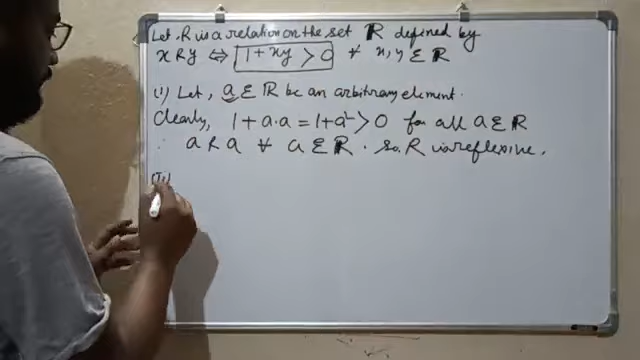 Let R is a relation on the set ℝ defined by
x R y ⇔ 1 + xy > 0 ∀ x, y ∈ ℝ
(i) Let, a ∈ ℝ be an arbitrary element.
Clearly, 1 + a·a = 1 + a² > 0 for all a ∈ ℝ
∴ a R a ∀ a ∈ ℝ. So, R is reflexive.
(ii)